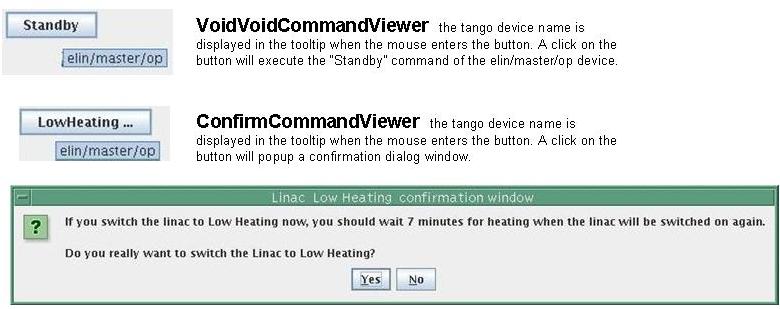 Standby
elin/master/op
VoidVoidCommandViewer the tango device name is
displayed in the tooltip when the mouse enters the button. A click on the
button will execute the "Standby" command of the elin/master/op device.
LowHeating ...
elin/master/op
ConfirmCommandViewer the tango device name is
displayed in the tooltip when the mouse enters the button. A click on the
button will popup a confirmation dialog window.
Linac Low Heating confirmation window
?
If you switch the linac to Low Heating now, you should wait 7 minutes for heating when the linac will be switched on again.
Do you really want to switch the Linac to Low Heating?
Yes No